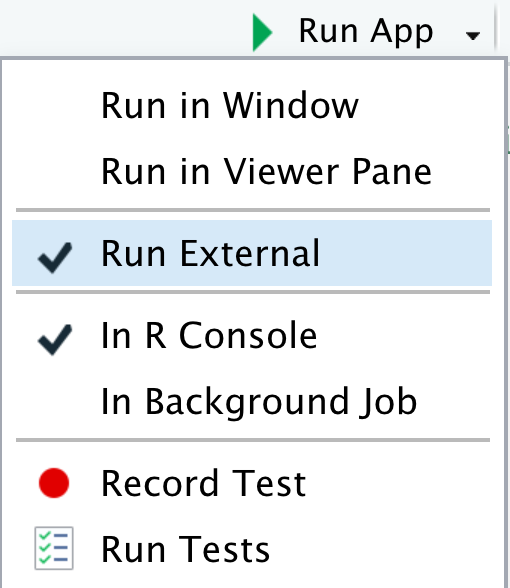 Run App
Run in Window
Run in Viewer Pane
Run External
In R Console
In Background Job
Record Test
Run Tests